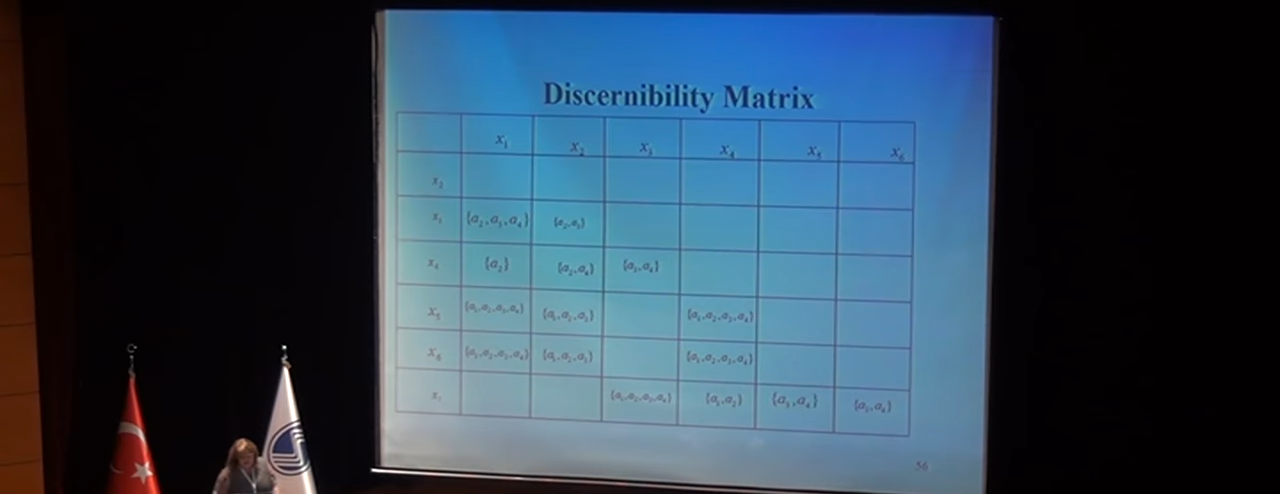 Discernibility Matrix
x₁ x₂ x₃ x₄ x₅ x₆
x₂
x₃ {a₂, a₃, a₄} {a₂, a₃}
x₄ {a₂} {a₂, a₄} {a₃, a₄}
x₅ {a₁, a₂, a₃, a₄} {a₁, a₂, a₃} {a₁, a₂, a₃, a₄}
x₆ {a₁, a₂, a₃, a₄} {a₁, a₂, a₃} {a₁, a₂, a₃, a₄}
x₇ {a₁, a₂, a₃, a₄} {a₁, a₂} {a₃, a₄} {a₃, a₄}
56